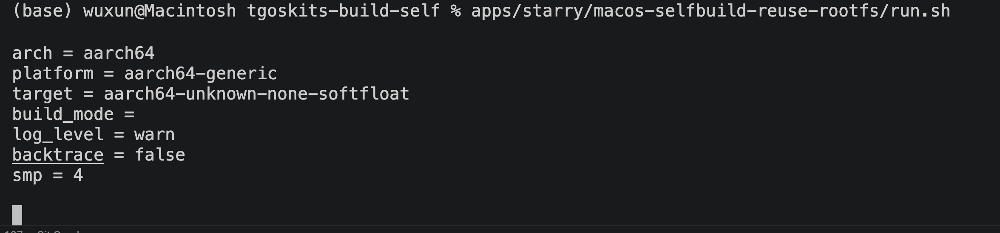 (base) wuxun@Macintosh tgoskits-build-self % apps/starry/macos-selfbuild-reuse-rootfs/run.sh
arch = aarch64
platform = aarch64-generic
target = aarch64-unknown-none-softfloat
build_mode =
log_level = warn
backtrace = false
smp = 4